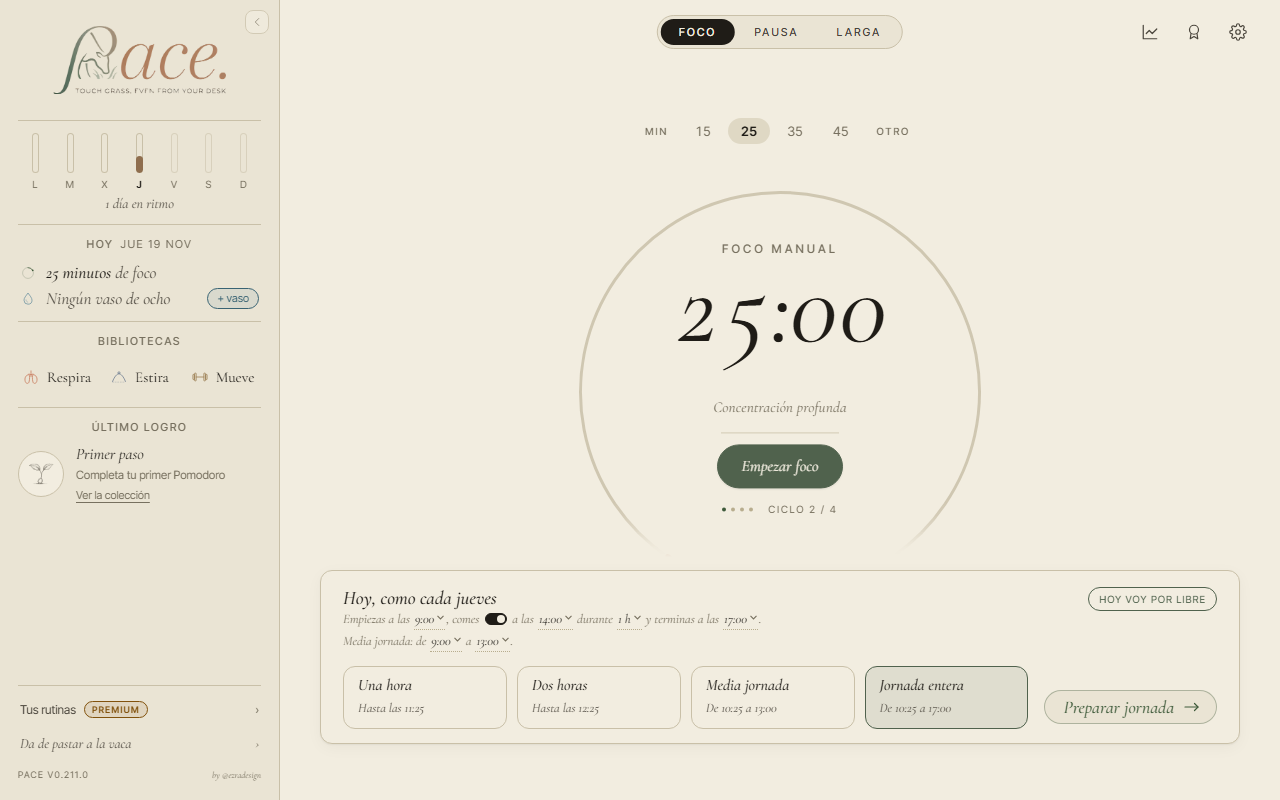 Pace.
TOUCH GRASS. EVEN FROM YOUR DESK
L M X J V S D
1 día en ritmo
HOY JUE 19 NOV
25 minutos de foco
Ningún vaso de ocho
+ vaso
BIBLIOTECAS
Respira
Estira
Mueve
ÚLTIMO LOGRO
Primer paso
Completa tu primer Pomodoro
Ver la colección
Tus rutinas PREMIUM ›
Da de pastar a la vaca ›
PACE V0.211.0
by @ezradesign
FOCO PAUSA LARGA
MIN 15 25 35 45 OTRO
FOCO MANUAL
25:00
Concentración profunda
Empezar foco
CICLO 2 / 4
Hoy, como cada jueves
HOY VOY POR LIBRE
Empiezas a las 9:00, comes a las 14:00 durante 1 h y terminas a las 17:00.
Media jornada: de 9:00 a 13:00.
Una hora
Hasta las 11:25
Dos horas
Hasta las 12:25
Media jornada
De 10:25 a 13:00
Jornada entera
De 10:25 a 17:00
Preparar jornada →